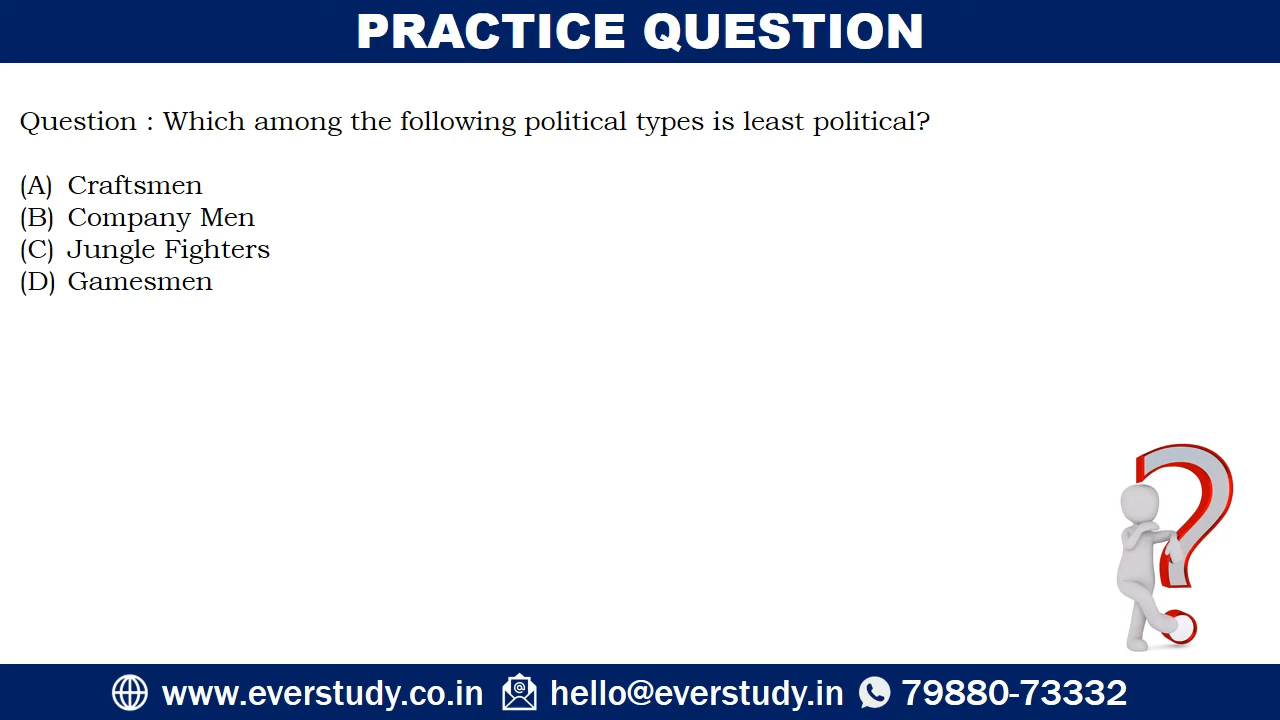 PRACTICE QUESTION
Question : Which among the following political types is least political?
(A) Craftsmen
(B) Company Men
(C) Jungle Fighters
(D) Gamesmen
www.everstudy.co.in hello@everstudy.in 79880-73332